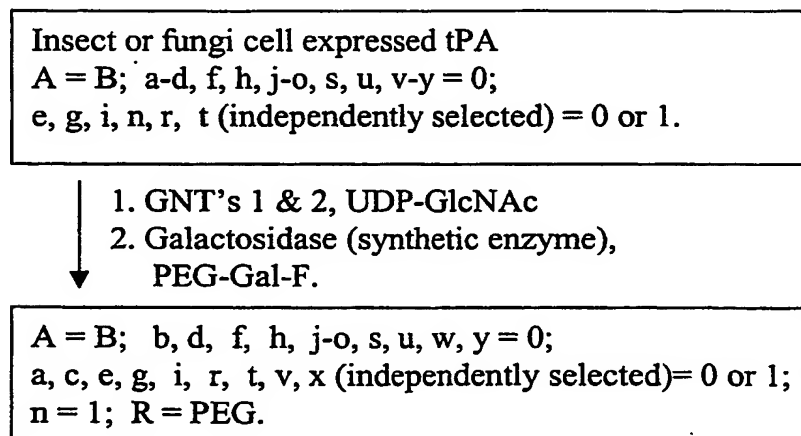 Insect or fungi cell expressed tPA
A = B; a-d, f, h, j-o, s, u, v-y = 0;
e, g, i, n, r, t (independently selected) = 0 or 1.
1. GNT's 1 & 2, UDP-GlcNAc
2. Galactosidase (synthetic enzyme),
PEG-Gal-F.
A = B; b, d, f, h, j-o, s, u, w, y = 0;
a, c, e, g, i, r, t, v, x (independently selected)= 0 or 1;
n = 1; R = PEG.